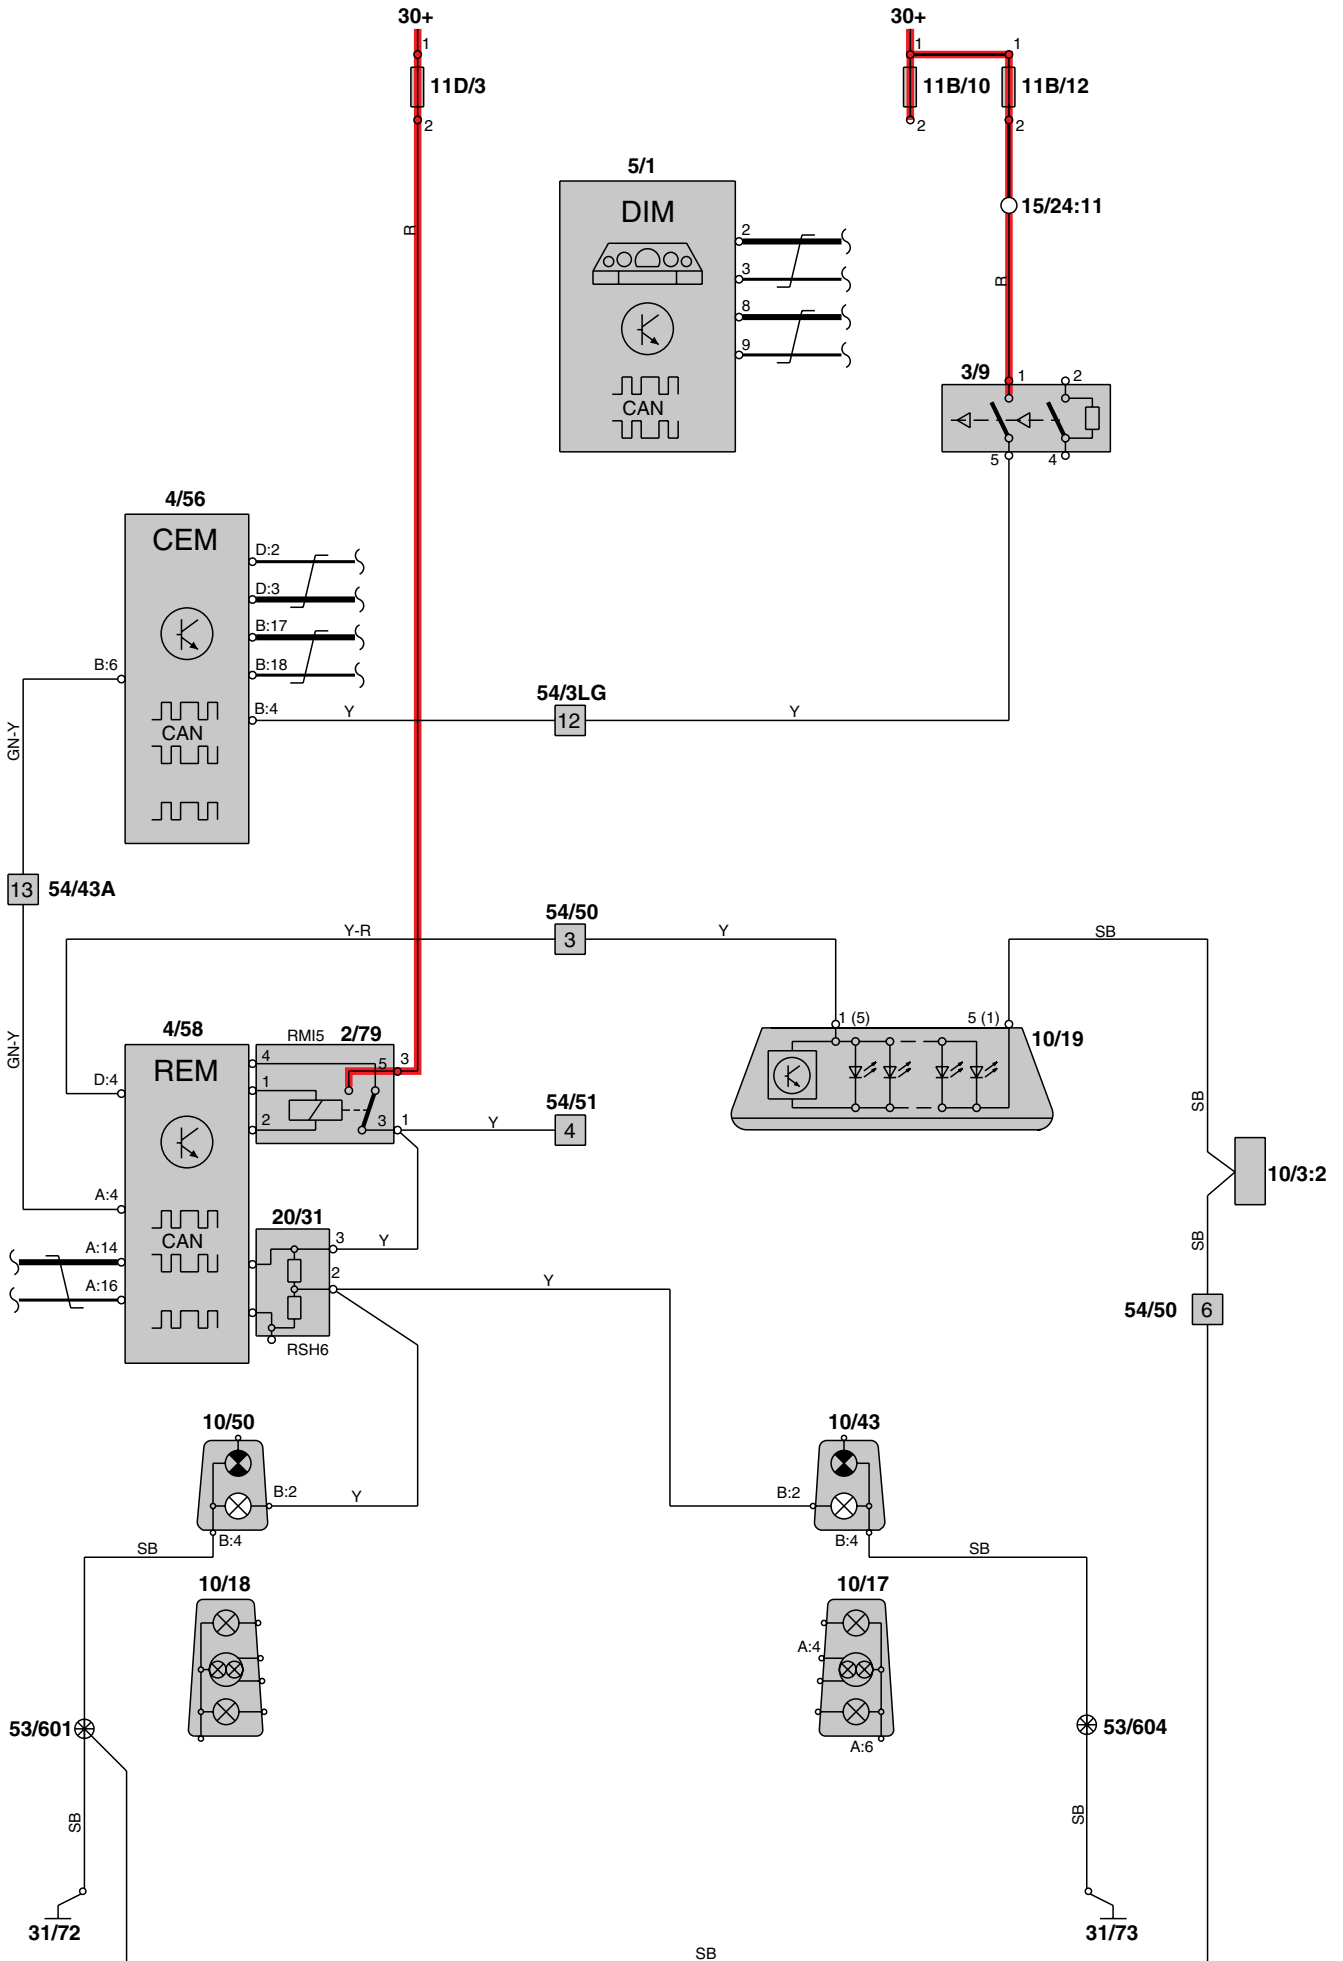 30+
30+
1
1
1
11D/3
11B/10
11B/12
2
2
2
5/1
DIM
2
15/24:11
R
3
R
8
9
3/9
1
2
CAN
5
4
4/56
CEM
D:2
D:3
B:17
B:6
B:18
54/3LG
B:4
Y
12
Y
GN-Y
CAN
13
54/43A
54/50
Y-R
3
Y
SB
1 (5)
5 (1)
4/58
RMI5
2/79
10/19
GN-Y
REM
4
5
3
D:4
1
54/51
SB
2
3
1
Y
4
10/3:2
A:4
20/31
CAN
3
Y
SB
A:14
2
Y
A:16
54/50
6
RSH6
10/50
10/43
B:2
Y
B:2
B:4
B:4
SB
SB
10/18
10/17
A:4
53/601
53/604
A:6
SB
SB
31/72
31/73
SB